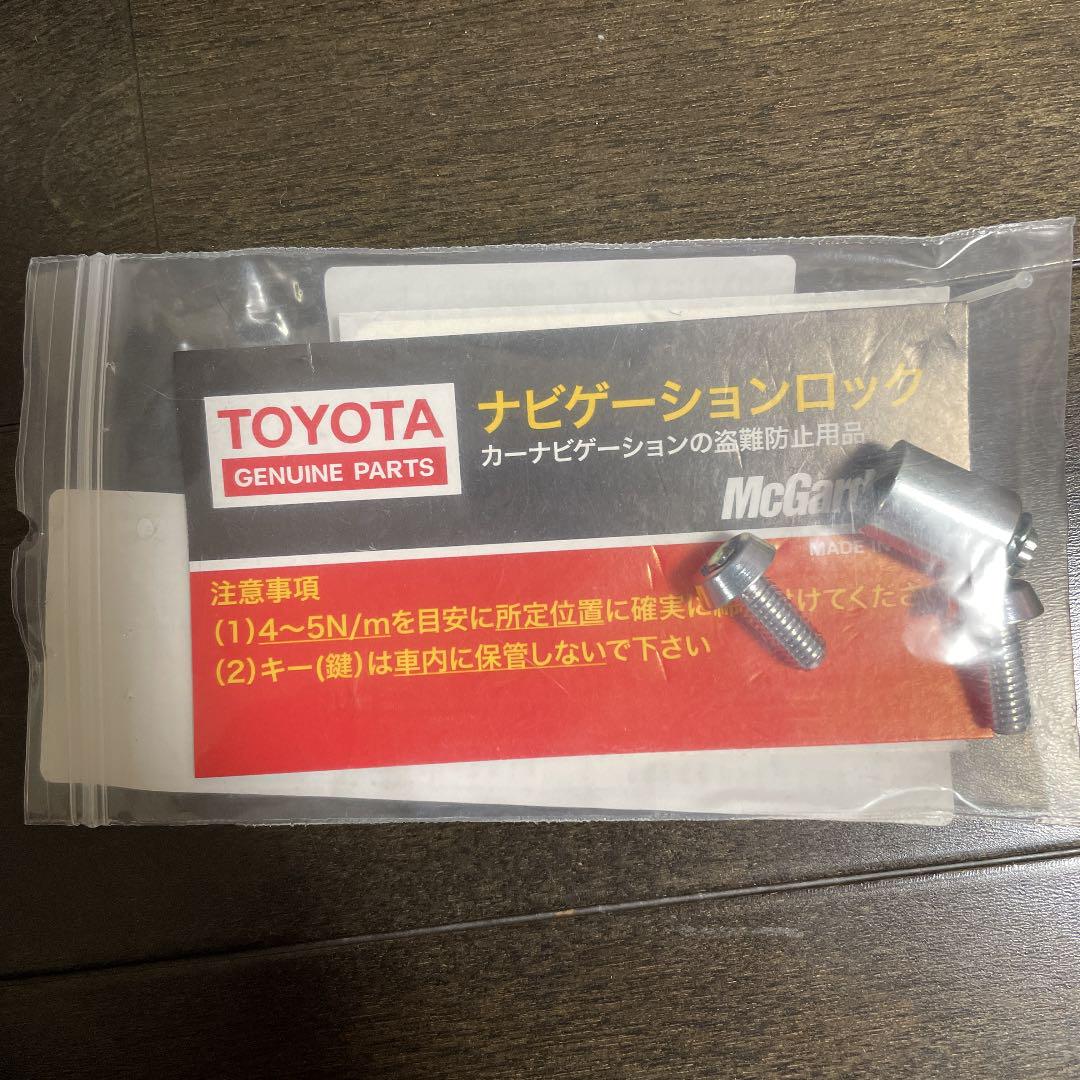 TOYOTA
GENUINE PARTS
ナビゲーションロック
カーナビゲーションの盗難防止用品
McGard
MADE IN
注意事項
(1)4～5N/mを目安に所定位置に確実に
(2)キー(鍵)は車内に保管しないで下さい